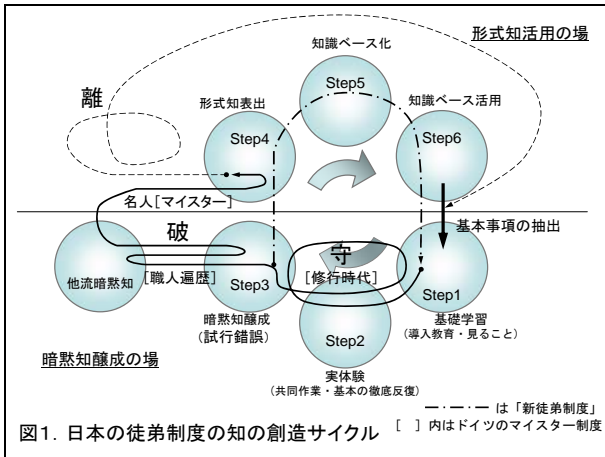 形式知活用の場
知識ベース化
Step5
離
形式知表出
Step4
知識ベース活用
Step6
名人[マイスター]
基本事項の抽出
破
守
[職人遍歴]
[修行時代]
他流暗黙知
Step3
Step1
暗黙知醸成
(試行錯誤)
Step2
基礎学習
(導入教育・見ること)
暗黙知醸成の場
実体験
(共同作業・基本の徹底反復)
は「新徒弟制度」
[ ]内はドイツのマイスター制度
図1. 日本の徒弟制度の知の創造サイクル